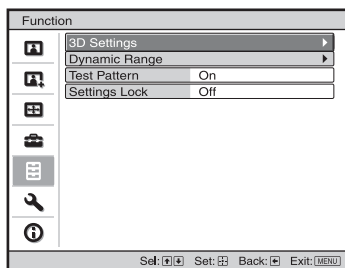 Function
3D Settings
Dynamic Range
Test Pattern On
Settings Lock Off
Sel: Set: Back: Exit: MENU